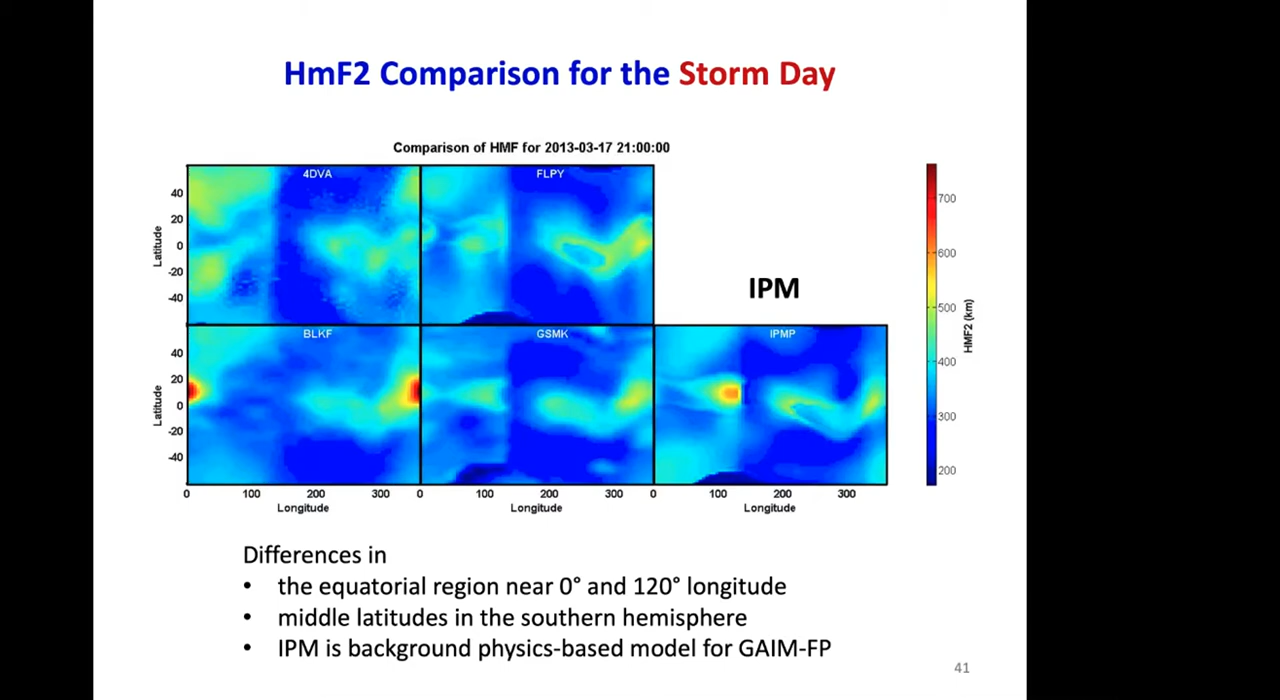 HmF2 Comparison for the Storm Day
Comparison of HMF for 2013-03-17 21:00:00
4DVA
FLPY
40
20
0
-20
-40
Latitude
IPM
BLKF
GSMK
IPMP
40
20
0
-20
-40
Latitude
0 100 200 300 0 100 200 300 0 100 200 300
Longitude Longitude Longitude
700
600
500
400
300
200
HMF2 (km)
Differences in
• the equatorial region near 0° and 120° longitude
• middle latitudes in the southern hemisphere
• IPM is background physics-based model for GAIM-FP
41